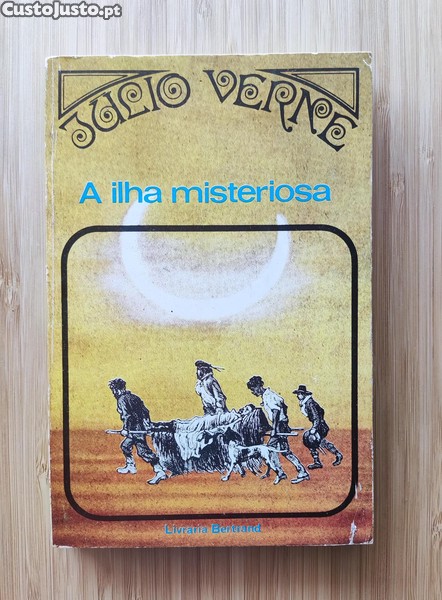 CustoJusto.pt
JULIO VERNE
A ilha misteriosa
Livraria Bertrand